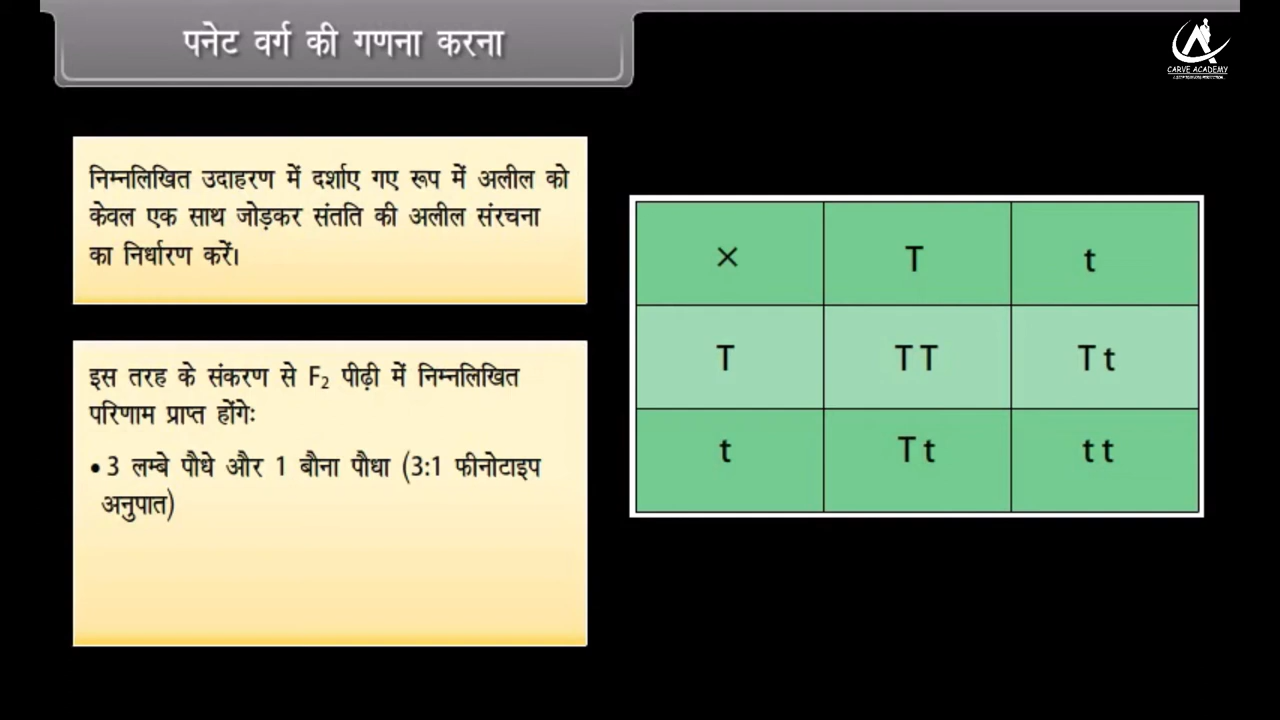 पनेट वर्ग की गणना करना
CARVE ACADEMY
निम्नलिखित उदाहरण में दर्शाए गए रूप में अलील को
केवल एक साथ जोड़कर संतति की अलील संरचना
का निर्धारण करें।
इस तरह के संकरण से F₂ पीढ़ी में निम्नलिखित
परिणाम प्राप्त होंगेः
• 3 लम्बे पौधे और 1 बौना पौधा (3:1 फीनोटाइप
अनुपात)
× T t
T TT Tt
t Tt tt